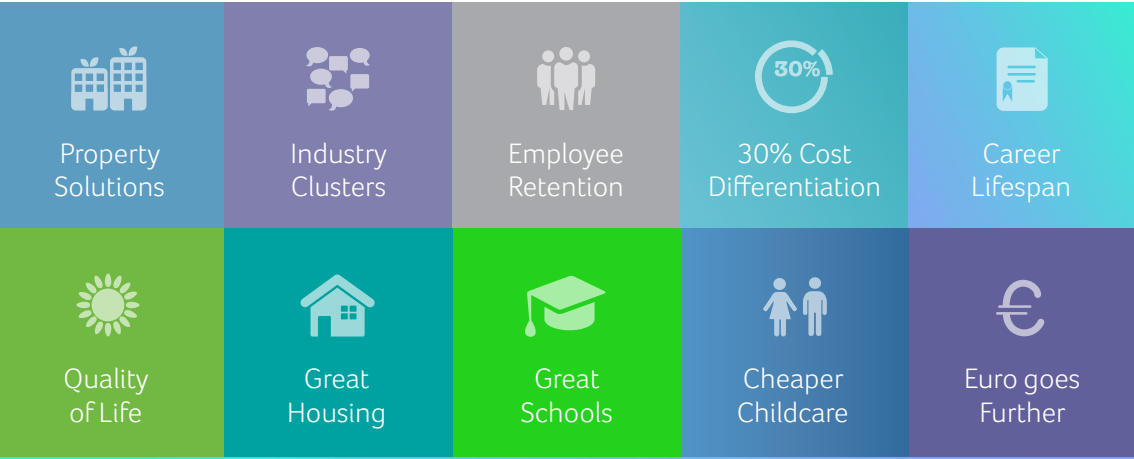 Property
Solutions
Industry
Clusters
Employee
Retention
30%
30% Cost
Differentiation
Career
Lifespan
Quality
of Life
Great
Housing
Great
Schools
Cheaper
Childcare
€
Euro goes
Further